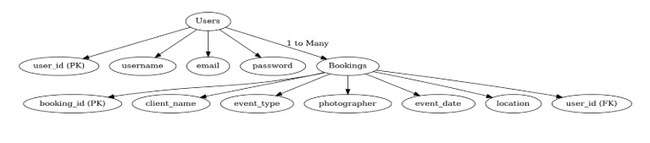 Users
1 to Many
user_id (PK) username email password Bookings
booking_id (PK) client_name event_type photographer event_date location user_id (FK)